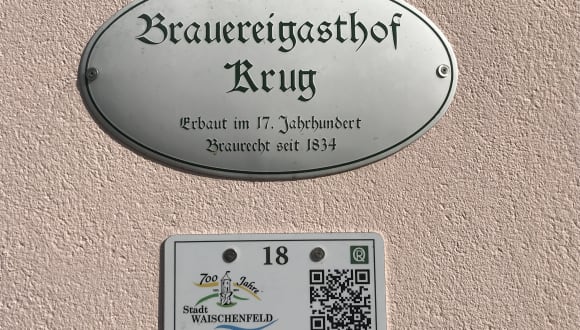 Brauereigasthof
Krug
Erbaut im 17. Jahrhundert
Braurecht seit 1834
18
700 Jahre
Stadt
WAISCHENFELD